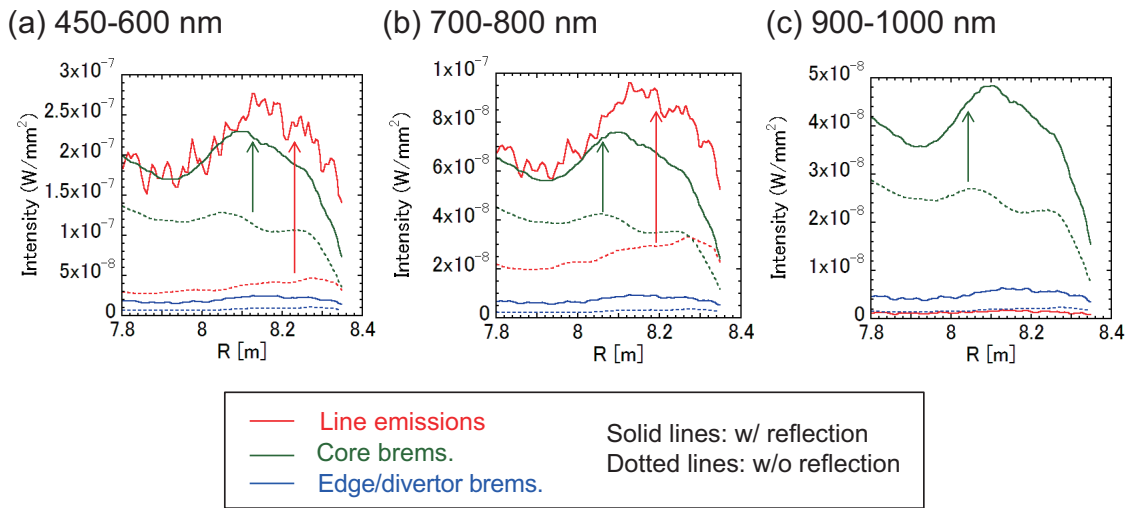 (a) 450-600 nm
(b) 700-800 nm
(c) 900-1000 nm
Intensity (W/mm²)
3x10⁻⁷
2.5x10⁻⁷
2x10⁻⁷
1.5x10⁻⁷
1x10⁻⁷
5x10⁻⁸
0
7.8 8 8.2 8.4
R [m]
Intensity (W/mm²)
1x10⁻⁷
8x10⁻⁸
6x10⁻⁸
4x10⁻⁸
2x10⁻⁸
0
7.8 8 8.2 8.4
R [m]
Intensity (W/mm²)
5x10⁻⁸
4x10⁻⁸
3x10⁻⁸
2x10⁻⁸
1x10⁻⁸
0
7.8 8 8.2 8.4
R [m]
Line emissions
Core brems.
Edge/divertor brems.
Solid lines: w/ reflection
Dotted lines: w/o reflection